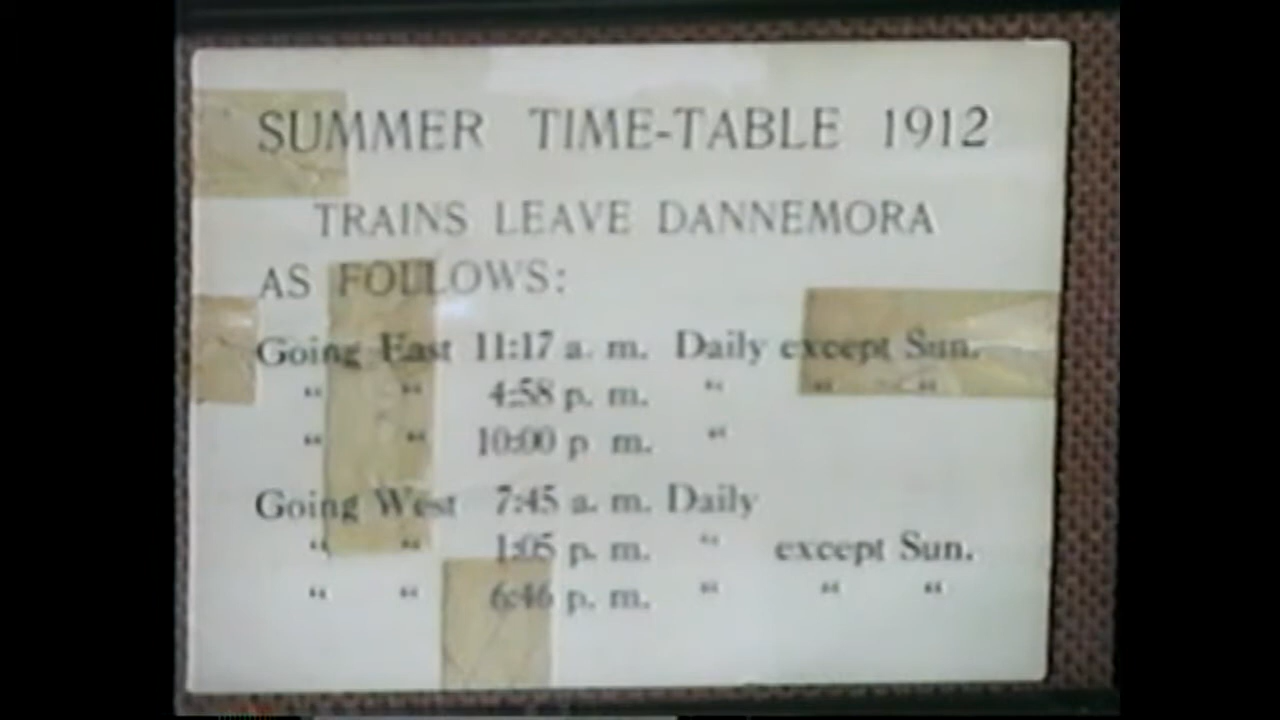 SUMMER TIME-TABLE 1912
TRAINS LEAVE DANNEMORA
AS FOLLOWS:
Going East 11:17 a. m. Daily except Sun.
“ “ 4:58 p. m. “ “ “
“ “ 10:00 p m. “
Going West 7:45 a. m. Daily
“ “ 1:05 p. m. “ except Sun.
“ “ 6:46 p. m. “ “ “